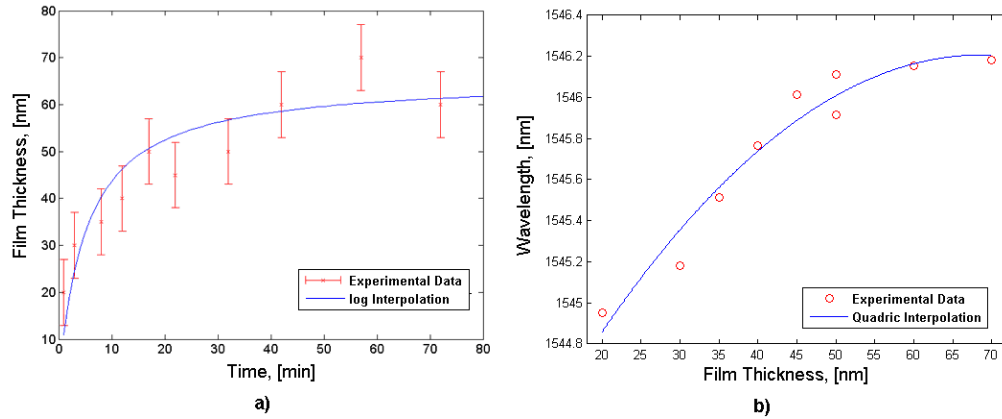 80
70
60
50
40
30
20
10
Film Thickness, [nm]
Experimental Data
log Interpolation
0 10 20 30 40 50 60 70 80
Time, [min]
a)
1546.4
1546.2
1546
1545.8
1545.6
1545.4
1545.2
1545
1544.8
Wavelength, [nm]
Experimental Data
Quadric Interpolation
20 25 30 35 40 45 50 55 60 65 70
Film Thickness, [nm]
b)